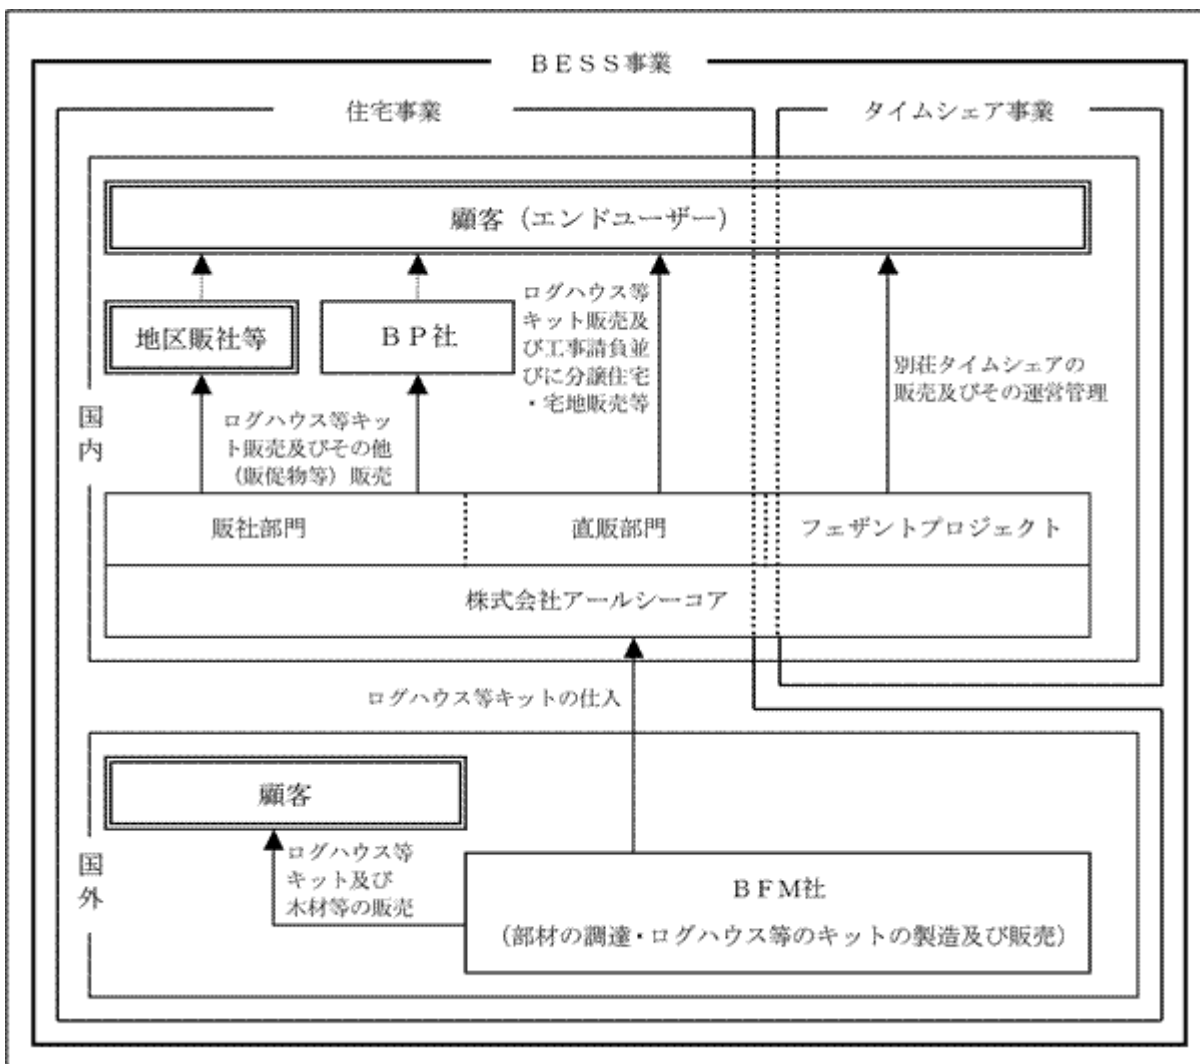 ＢＥＳＳ事業
住宅事業
タイムシェア事業
顧客（エンドユーザー）
地区販社等
ＢＰ社
ログハウス等
キット販売及
び工事請負並
びに分譲住宅
・宅地販売等
別荘タイムシェアの
販売及びその運営管理
国内
ログハウス等キッ
ト販売及びその他
（販促物等）販売
販社部門
直販部門
フェザントプロジェクト
株式会社アールシーコア
ログハウス等キットの仕入
顧客
国外
ログハウス等
キット及び
木材等の販売
ＢＦＭ社
（部材の調達・ログハウス等のキットの製造及び販売）